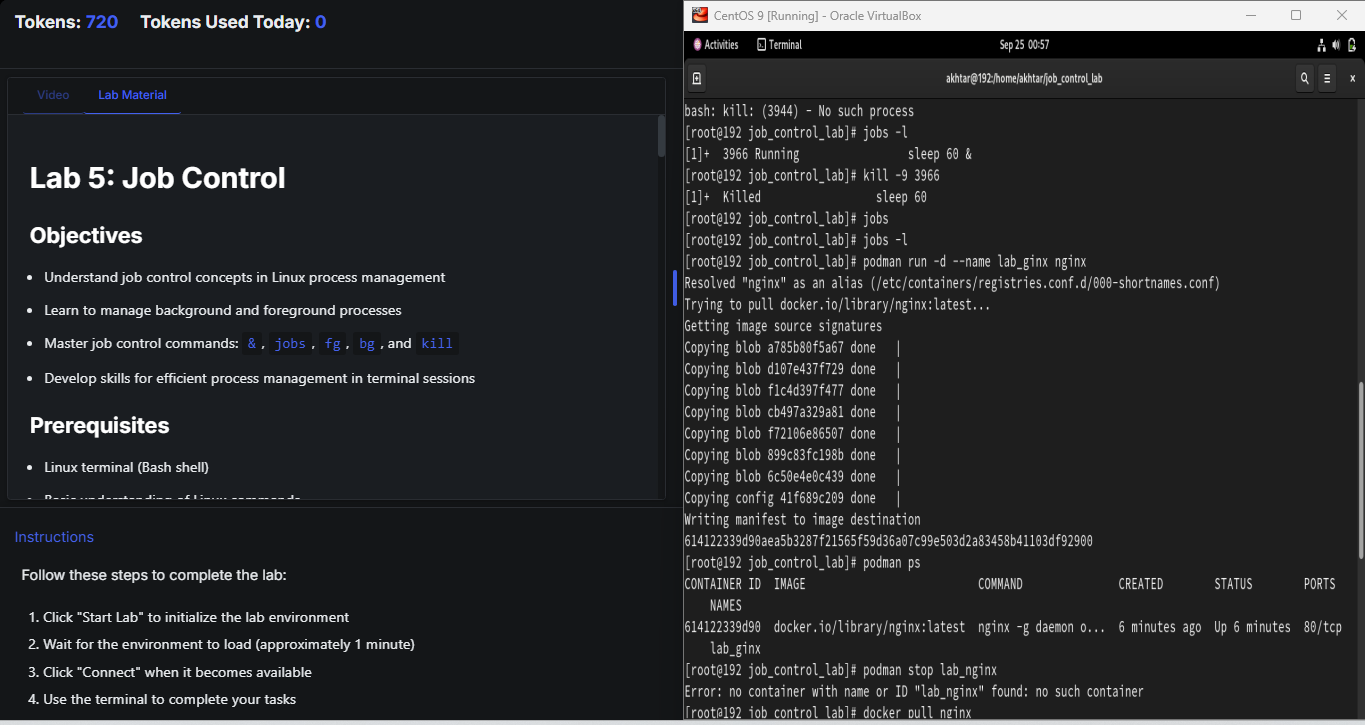 Tokens: 720 Tokens Used Today: 0
Video Lab Material
Lab 5: Job Control
Objectives
• Understand job control concepts in Linux process management
• Learn to manage background and foreground processes
• Master job control commands: & , jobs , fg , bg , and kill
• Develop skills for efficient process management in terminal sessions
Prerequisites
• Linux terminal (Bash shell)
• Basic understanding of Linux commands
Instructions
Follow these steps to complete the lab:
1. Click "Start Lab" to initialize the lab environment
2. Wait for the environment to load (approximately 1 minute)
3. Click "Connect" when it becomes available
4. Use the terminal to complete your tasks
CentOS 9 [Running] - Oracle VirtualBox
Activities Terminal Sep 25 00:57
akhtar@192:/home/akhtar/job_control_lab
bash: kill: (3944) - No such process
[root@192 job_control_lab]# jobs -l
[1]+ 3966 Running sleep 60 &
[root@192 job_control_lab]# kill -9 3966
[1]+ Killed sleep 60
[root@192 job_control_lab]# jobs
[root@192 job_control_lab]# jobs -l
[root@192 job_control_lab]# podman run -d --name lab_ginx nginx
Resolved "nginx" as an alias (/etc/containers/registries.conf.d/000-shortnames.conf)
Trying to pull docker.io/library/nginx:latest...
Getting image source signatures
Copying blob a785b80f5a67 done |
Copying blob d107e437f729 done |
Copying blob f1c4d397f477 done |
Copying blob cb497a329a81 done |
Copying blob f72106e86507 done |
Copying blob 899c83fc198b done |
Copying blob 6c50e4e0c439 done |
Copying config 41f689c209 done |
Writing manifest to image destination
614122339d90aea5b3287f21565f59d36a07c99e503d2a83458b41103df92900
[root@192 job_control_lab]# podman ps
CONTAINER ID IMAGE COMMAND CREATED STATUS PORTS
NAMES
614122339d90 docker.io/library/nginx:latest nginx -g daemon o... 6 minutes ago Up 6 minutes 80/tcp
lab_ginx
[root@192 job_control_lab]# podman stop lab_nginx
Error: no container with name or ID "lab_nginx" found: no such container
[root@192 job_control_lab]# docker pull nginx